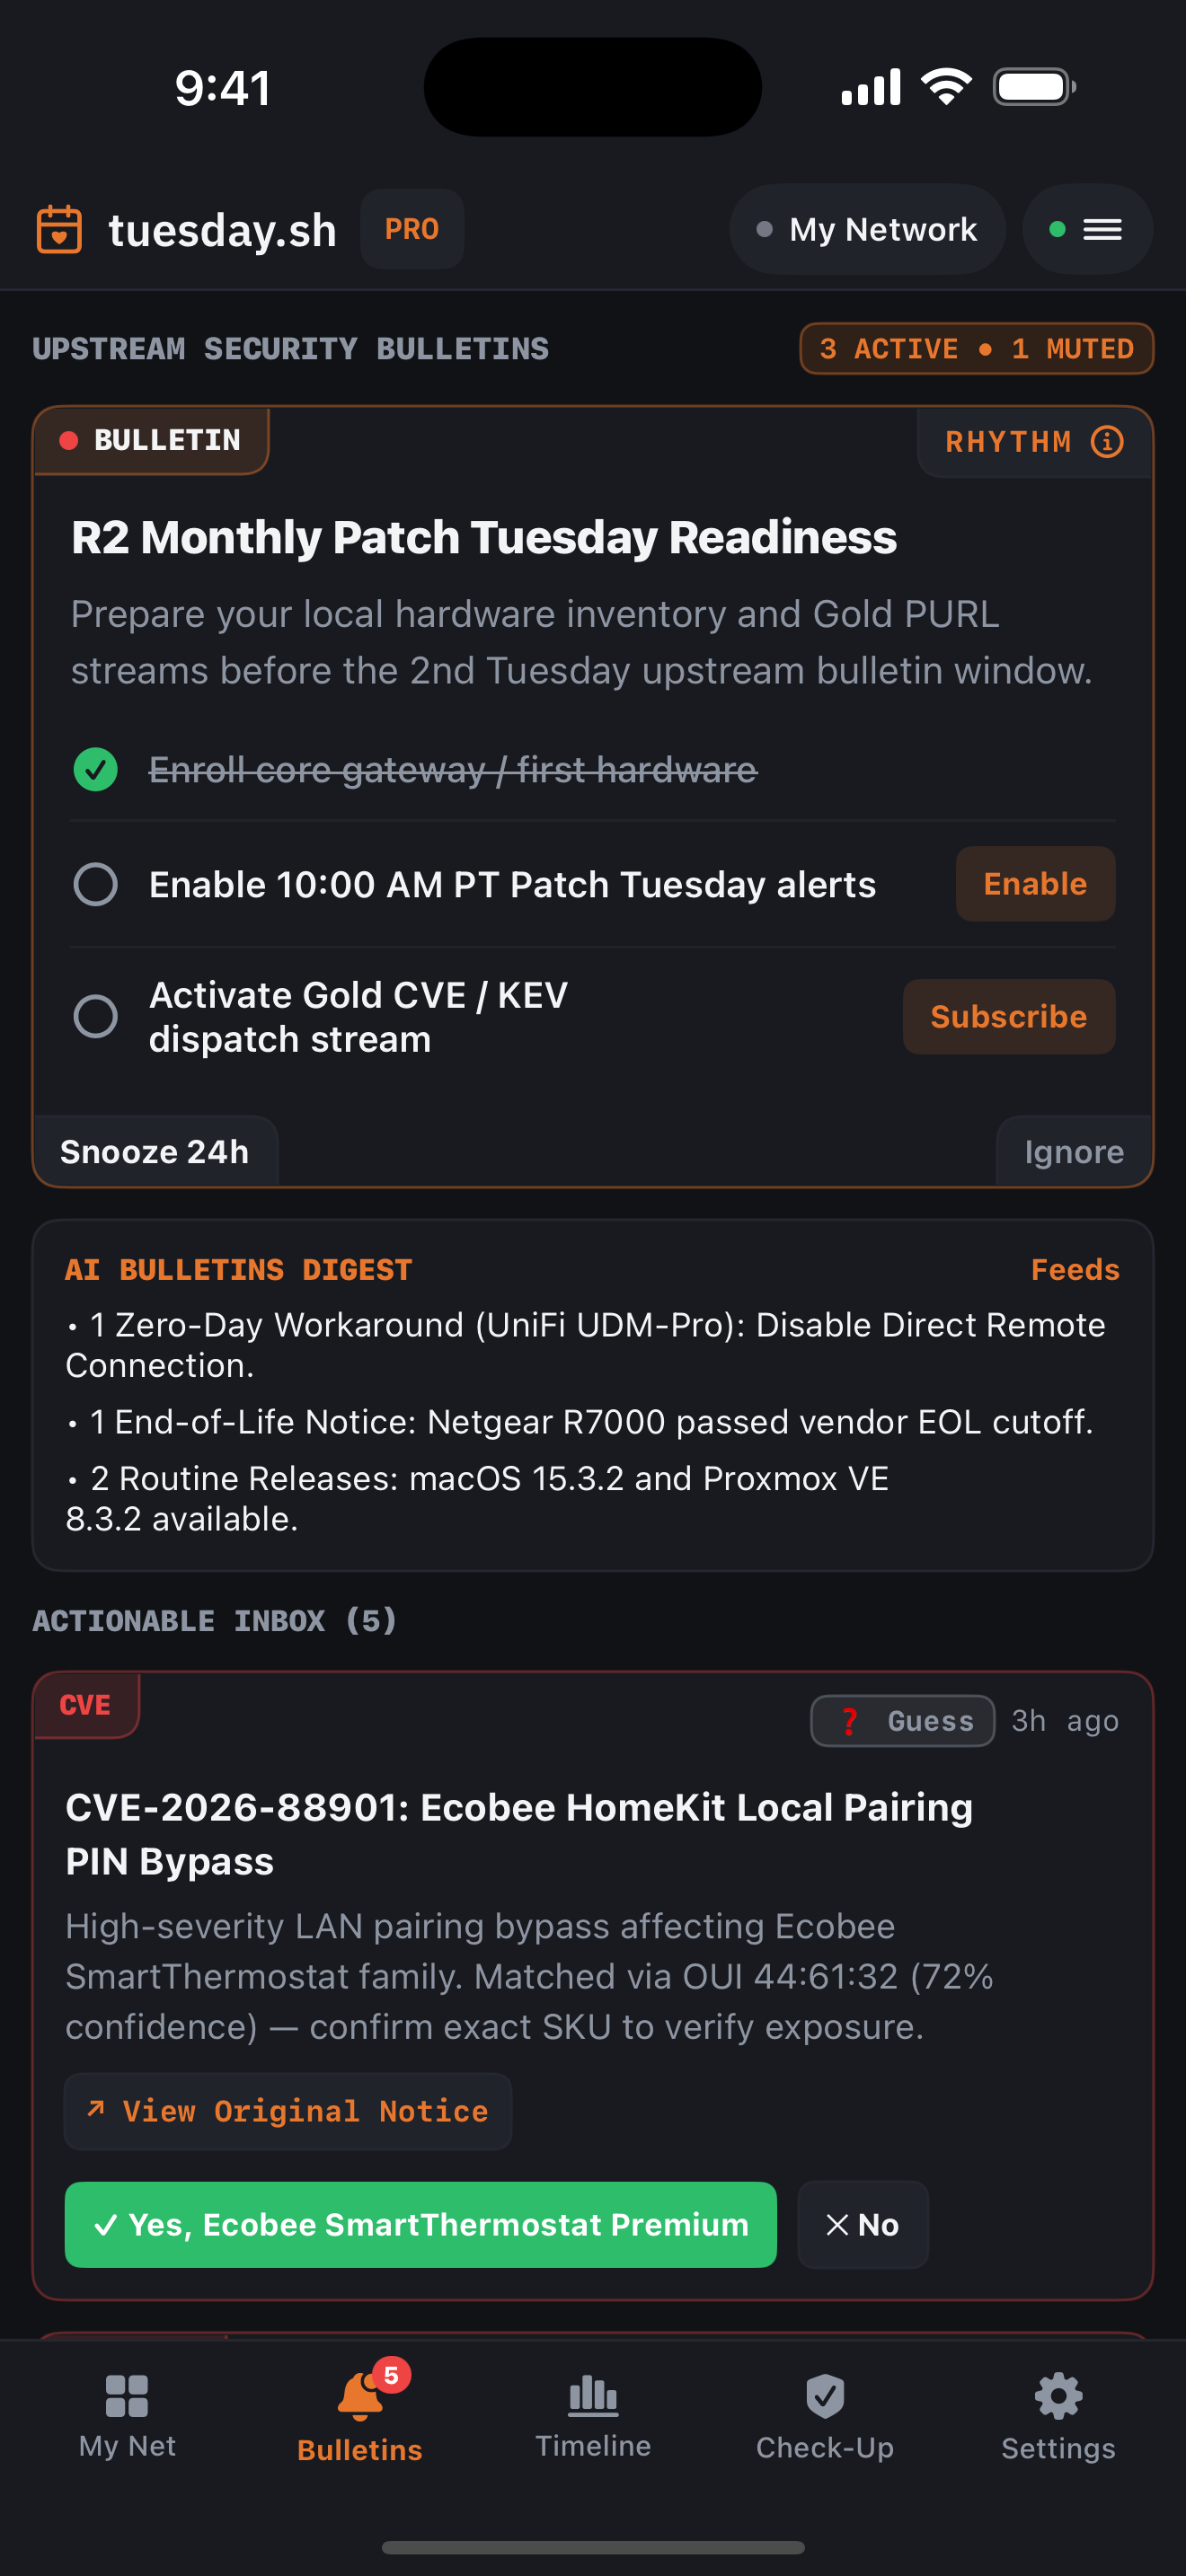 9:41
tuesday.sh PRO My Network
UPSTREAM SECURITY BULLETINS 3 ACTIVE • 1 MUTED
BULLETIN RHYTHM
R2 Monthly Patch Tuesday Readiness
Prepare your local hardware inventory and Gold PURL
streams before the 2nd Tuesday upstream bulletin window.
Enroll core gateway / first hardware
Enable 10:00 AM PT Patch Tuesday alerts Enable
Activate Gold CVE / KEV
dispatch stream
Subscribe
Snooze 24h Ignore
AI BULLETINS DIGEST Feeds
• 1 Zero-Day Workaround (UniFi UDM-Pro): Disable Direct Remote
Connection.
• 1 End-of-Life Notice: Netgear R7000 passed vendor EOL cutoff.
• 2 Routine Releases: macOS 15.3.2 and Proxmox VE
8.3.2 available.
ACTIONABLE INBOX (5)
CVE ❓ Guess 3h ago
CVE-2026-88901: Ecobee HomeKit Local Pairing
PIN Bypass
High-severity LAN pairing bypass affecting Ecobee
SmartThermostat family. Matched via OUI 44:61:32 (72%
confidence) — confirm exact SKU to verify exposure.
↗ View Original Notice
✓ Yes, Ecobee SmartThermostat Premium ✕ No
5
My Net Bulletins Timeline Check-Up Settings